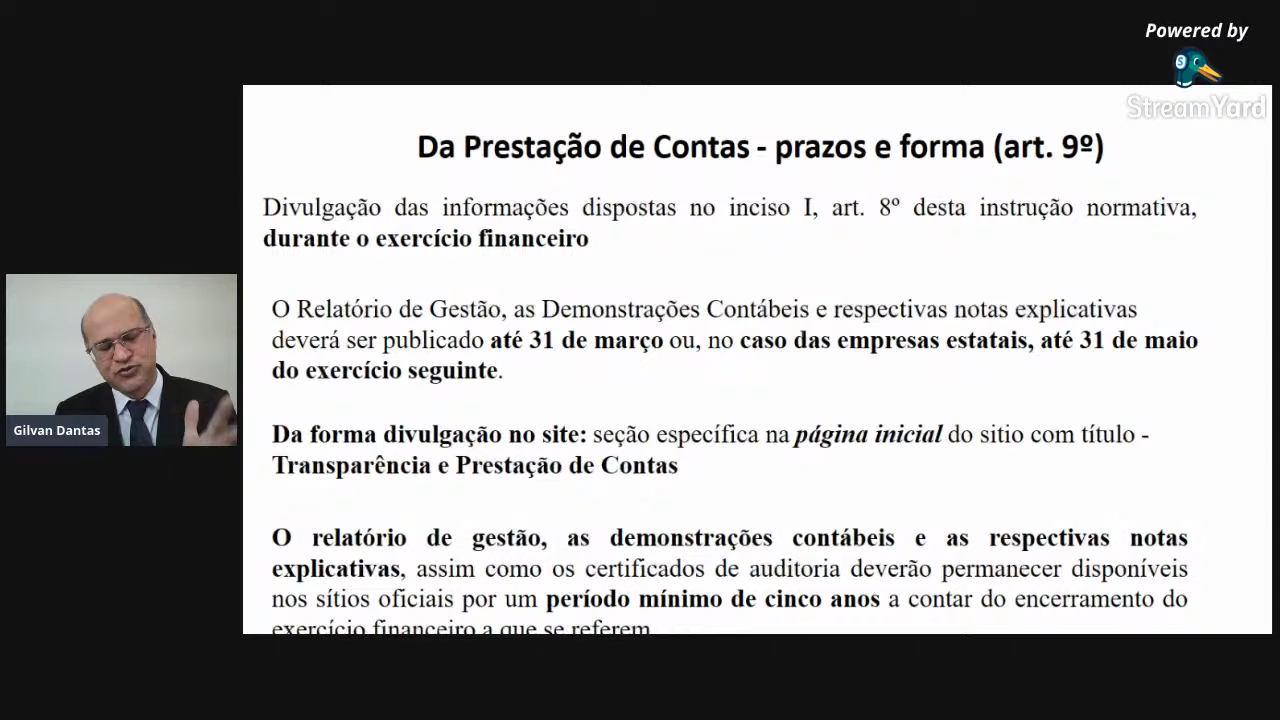 Powered by
StreamYard
Da Prestação de Contas - prazos e forma (art. 9º)
Divulgação das informações dispostas no inciso I, art. 8º desta instrução normativa,
durante o exercício financeiro
O Relatório de Gestão, as Demonstrações Contábeis e respectivas notas explicativas
deverá ser publicado até 31 de março ou, no caso das empresas estatais, até 31 de maio
do exercício seguinte.
Da forma divulgação no site: seção específica na página inicial do sitio com título -
Transparência e Prestação de Contas
O relatório de gestão, as demonstrações contábeis e as respectivas notas
explicativas, assim como os certificados de auditoria deverão permanecer disponíveis
nos sítios oficiais por um período mínimo de cinco anos a contar do encerramento do
exercício financeiro a que se referem
Gilvan Dantas